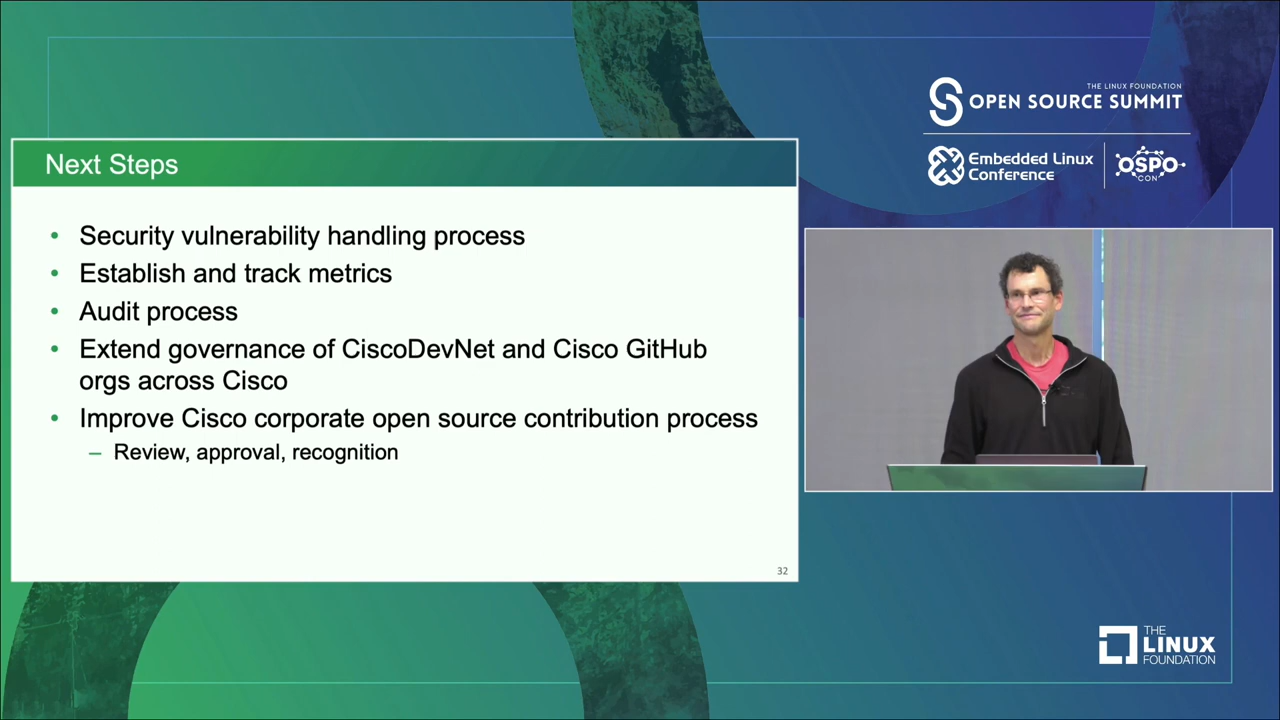 THE LINUX FOUNDATION
OPEN SOURCE SUMMIT
Embedded Linux
Conference
OSPO
CON
Next Steps
• Security vulnerability handling process
• Establish and track metrics
• Audit process
• Extend governance of CiscoDevNet and Cisco GitHub
orgs across Cisco
• Improve Cisco corporate open source contribution process
– Review, approval, recognition
32
THE
LINUX
FOUNDATION